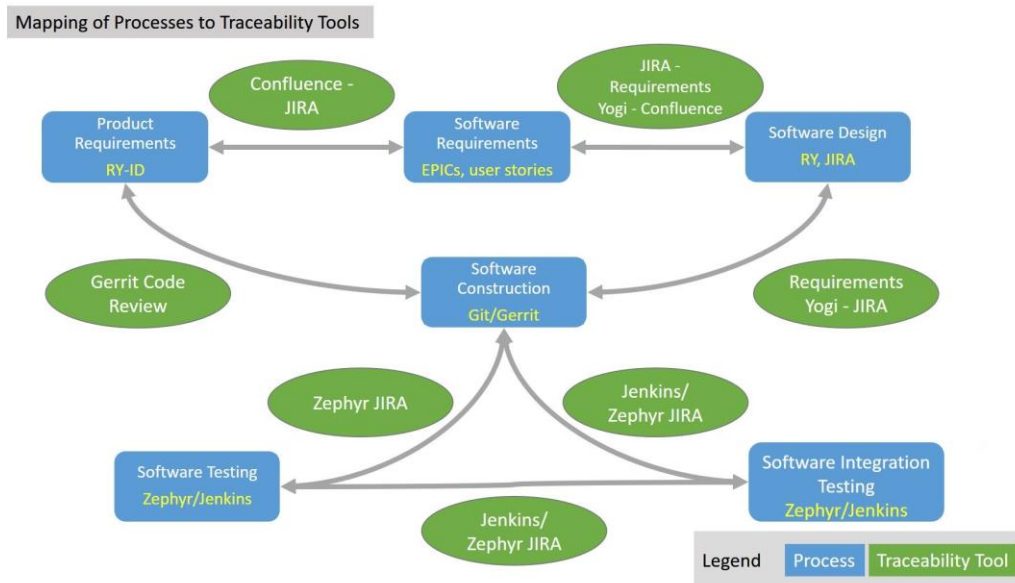 Mapping of Processes to Traceability Tools
Confluence -
JIRA
JIRA -
Requirements
Yogi - Confluence
Product
Requirements
RY-ID
Software
Requirements
EPICs, user stories
Software Design
RY, JIRA
Gerrit Code
Review
Software
Construction
Git/Gerrit
Requirements
Yogi - JIRA
Zephyr JIRA
Jenkins/
Zephyr JIRA
Software Testing
Zephyr/Jenkins
Software Integration
Testing
Zephyr/Jenkins
Jenkins/
Zephyr JIRA
Legend
Process
Traceability Tool